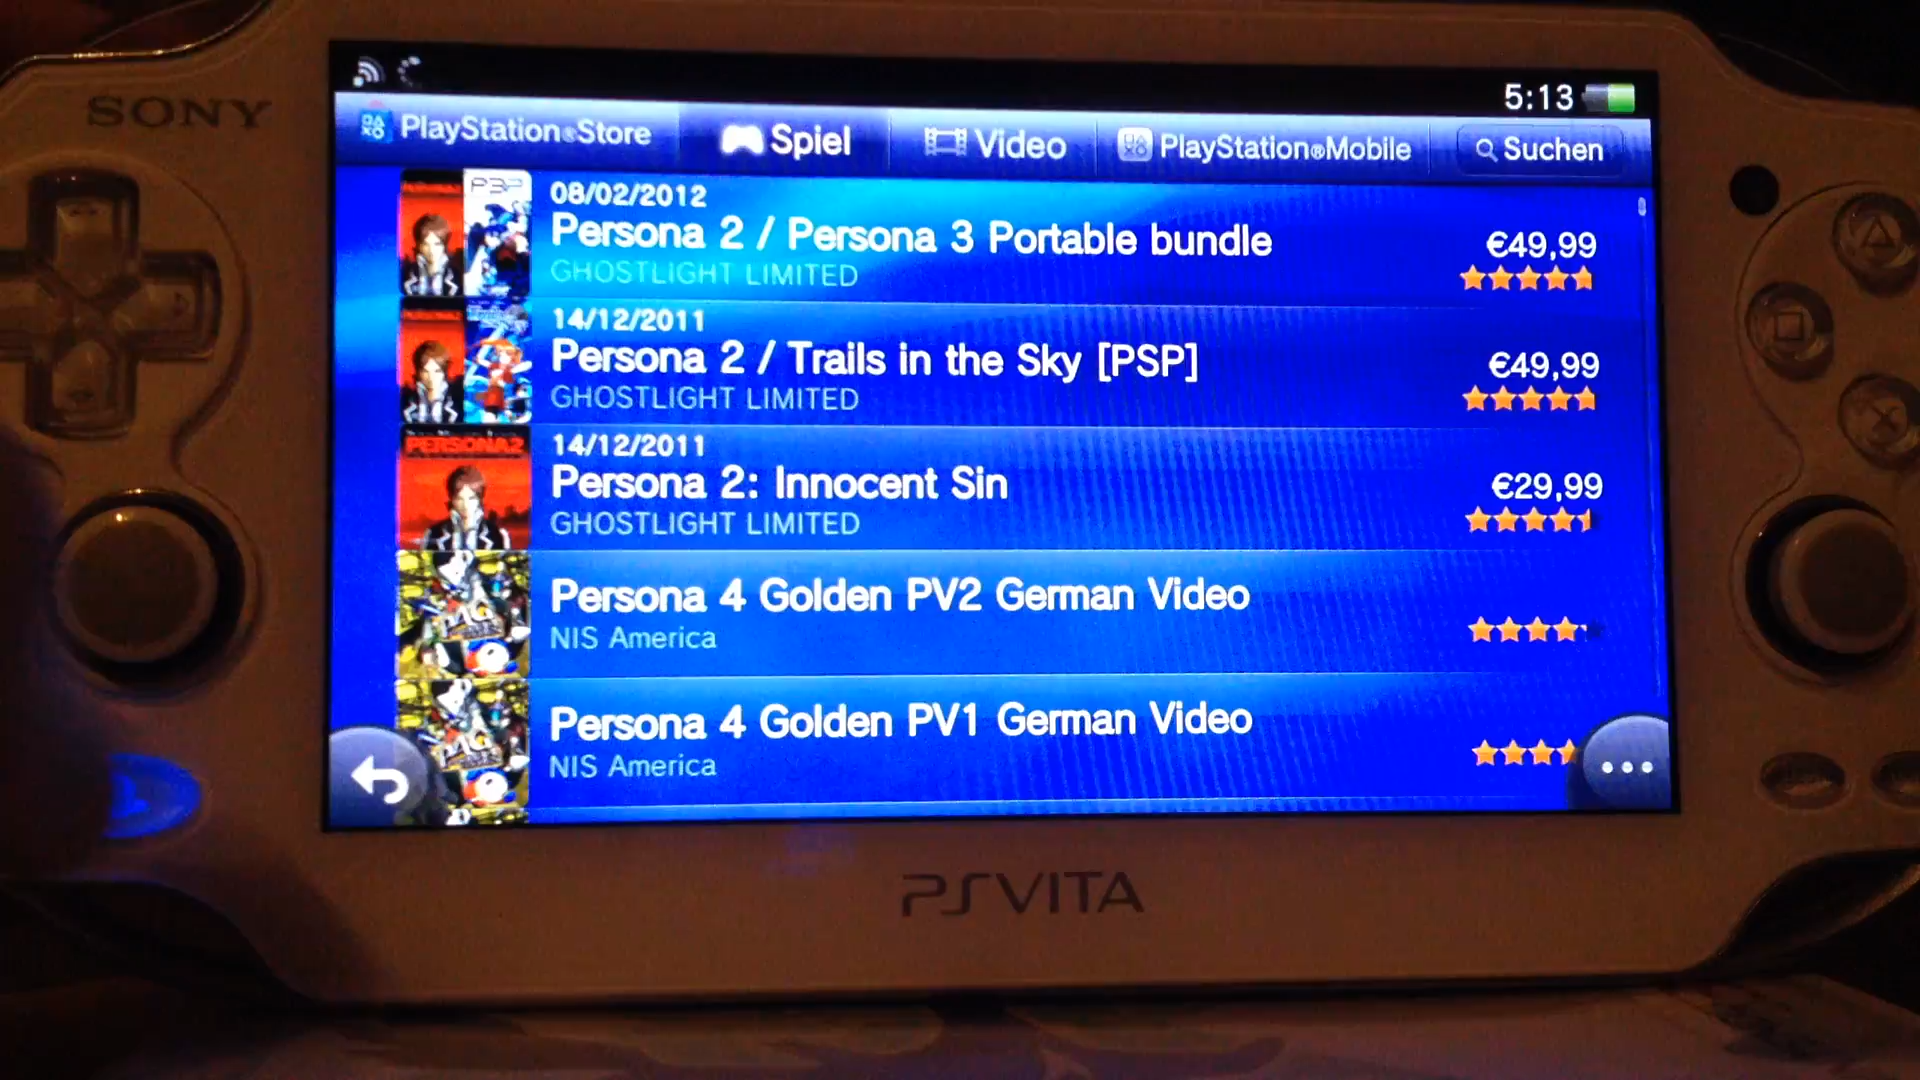 SONY
5:13
PlayStation®Store
Spiel
Video
PlayStation®Mobile
Suchen
08/02/2012
Persona 2 / Persona 3 Portable bundle
€49,99
GHOSTLIGHT LIMITED
14/12/2011
Persona 2 / Trails in the Sky [PSP]
€49,99
GHOSTLIGHT LIMITED
PERSONA2
14/12/2011
Persona 2: Innocent Sin
€29,99
GHOSTLIGHT LIMITED
Persona 4 Golden PV2 German Video
NIS America
Persona 4 Golden PV1 German Video
NIS America
PSVITA